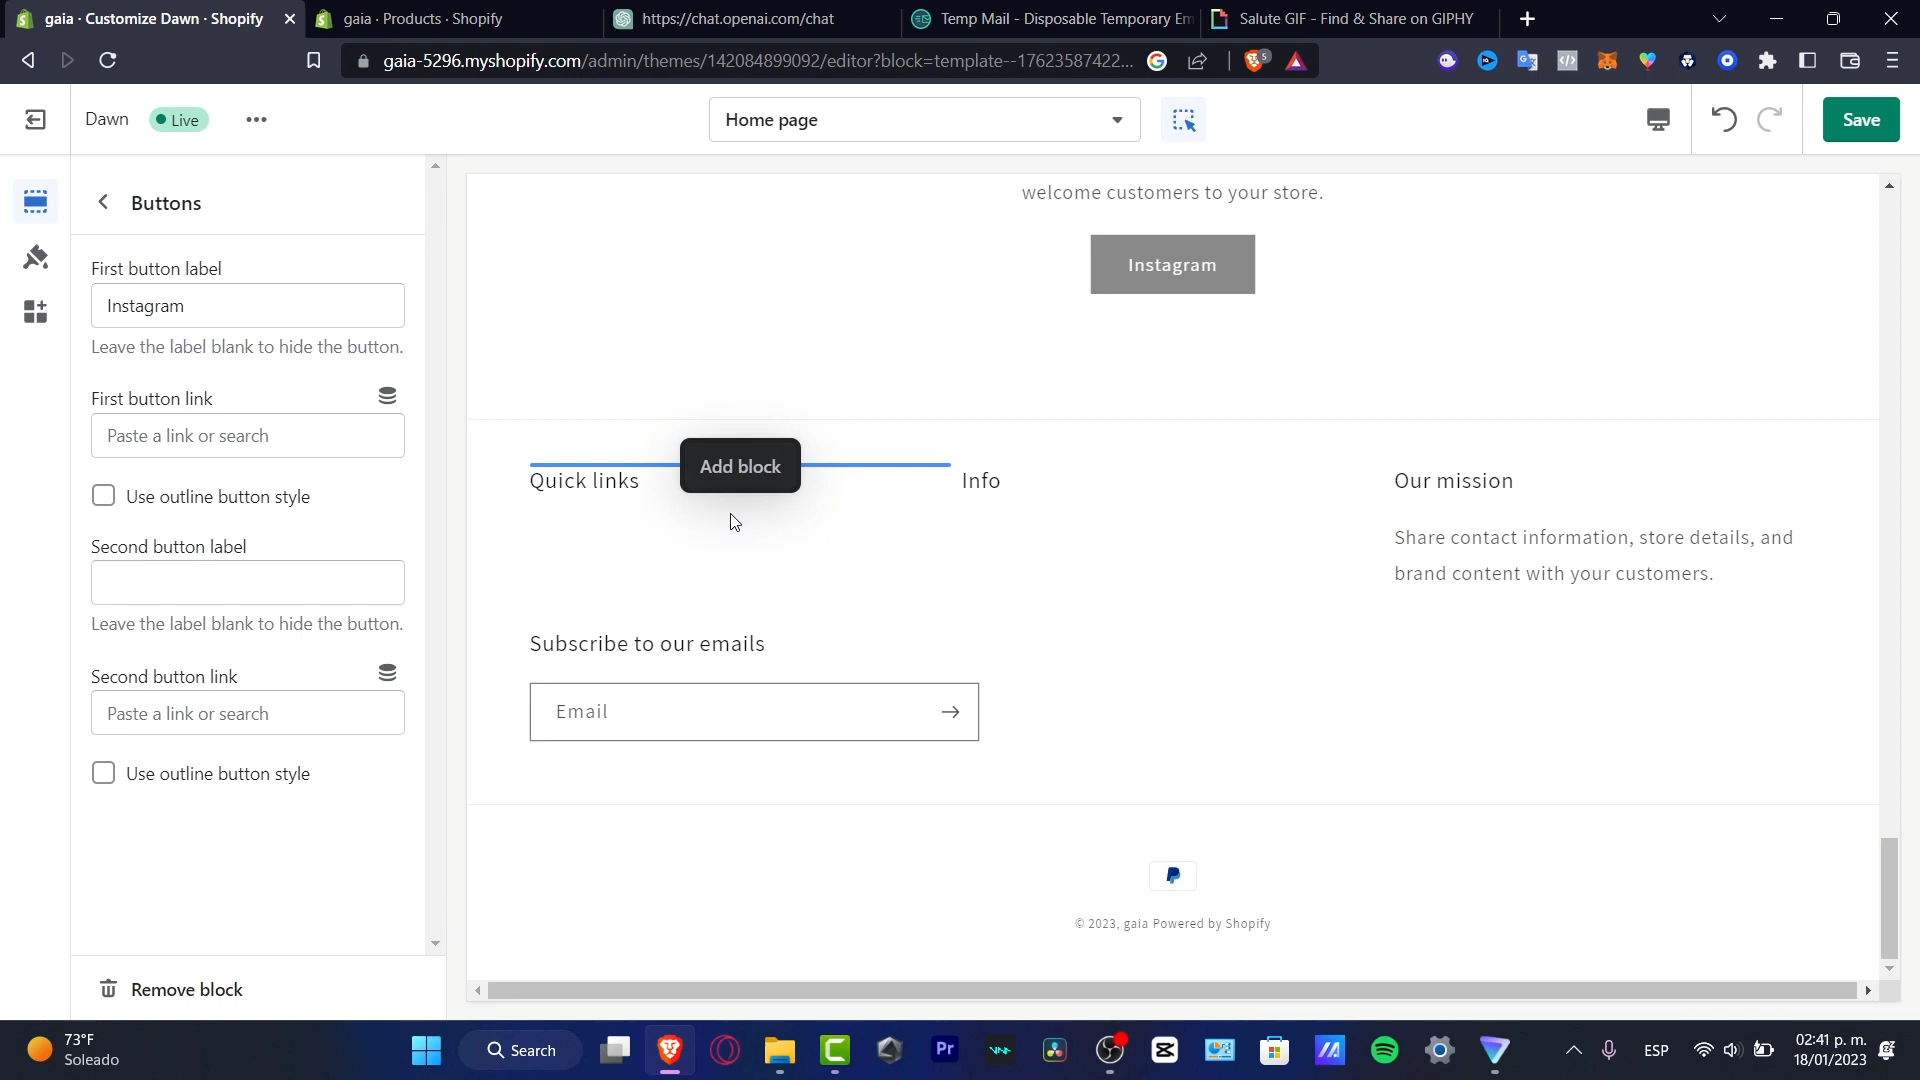 gaia · Customize Dawn · Shopify
gaia · Products · Shopify
https://chat.openai.com/chat
Temp Mail - Disposable Temporary Em
Salute GIF - Find & Share on GIPHY
gaia-5296.myshopify.com/admin/themes/142084899092/editor?block=template--17623587422...
5
Dawn
Live
Home page
Save
Buttons
First button label
Instagram
Leave the label blank to hide the button.
First button link
Paste a link or search
Use outline button style
Second button label
Leave the label blank to hide the button.
Second button link
Paste a link or search
Use outline button style
Remove block
welcome customers to your store.
Instagram
Add block
Quick links
Info
Our mission
Share contact information, store details, and
brand content with your customers.
Subscribe to our emails
Email
© 2023, gaia Powered by Shopify
73°F
Soleado
Search
Pr
ESP
02:41 p. m.
18/01/2023